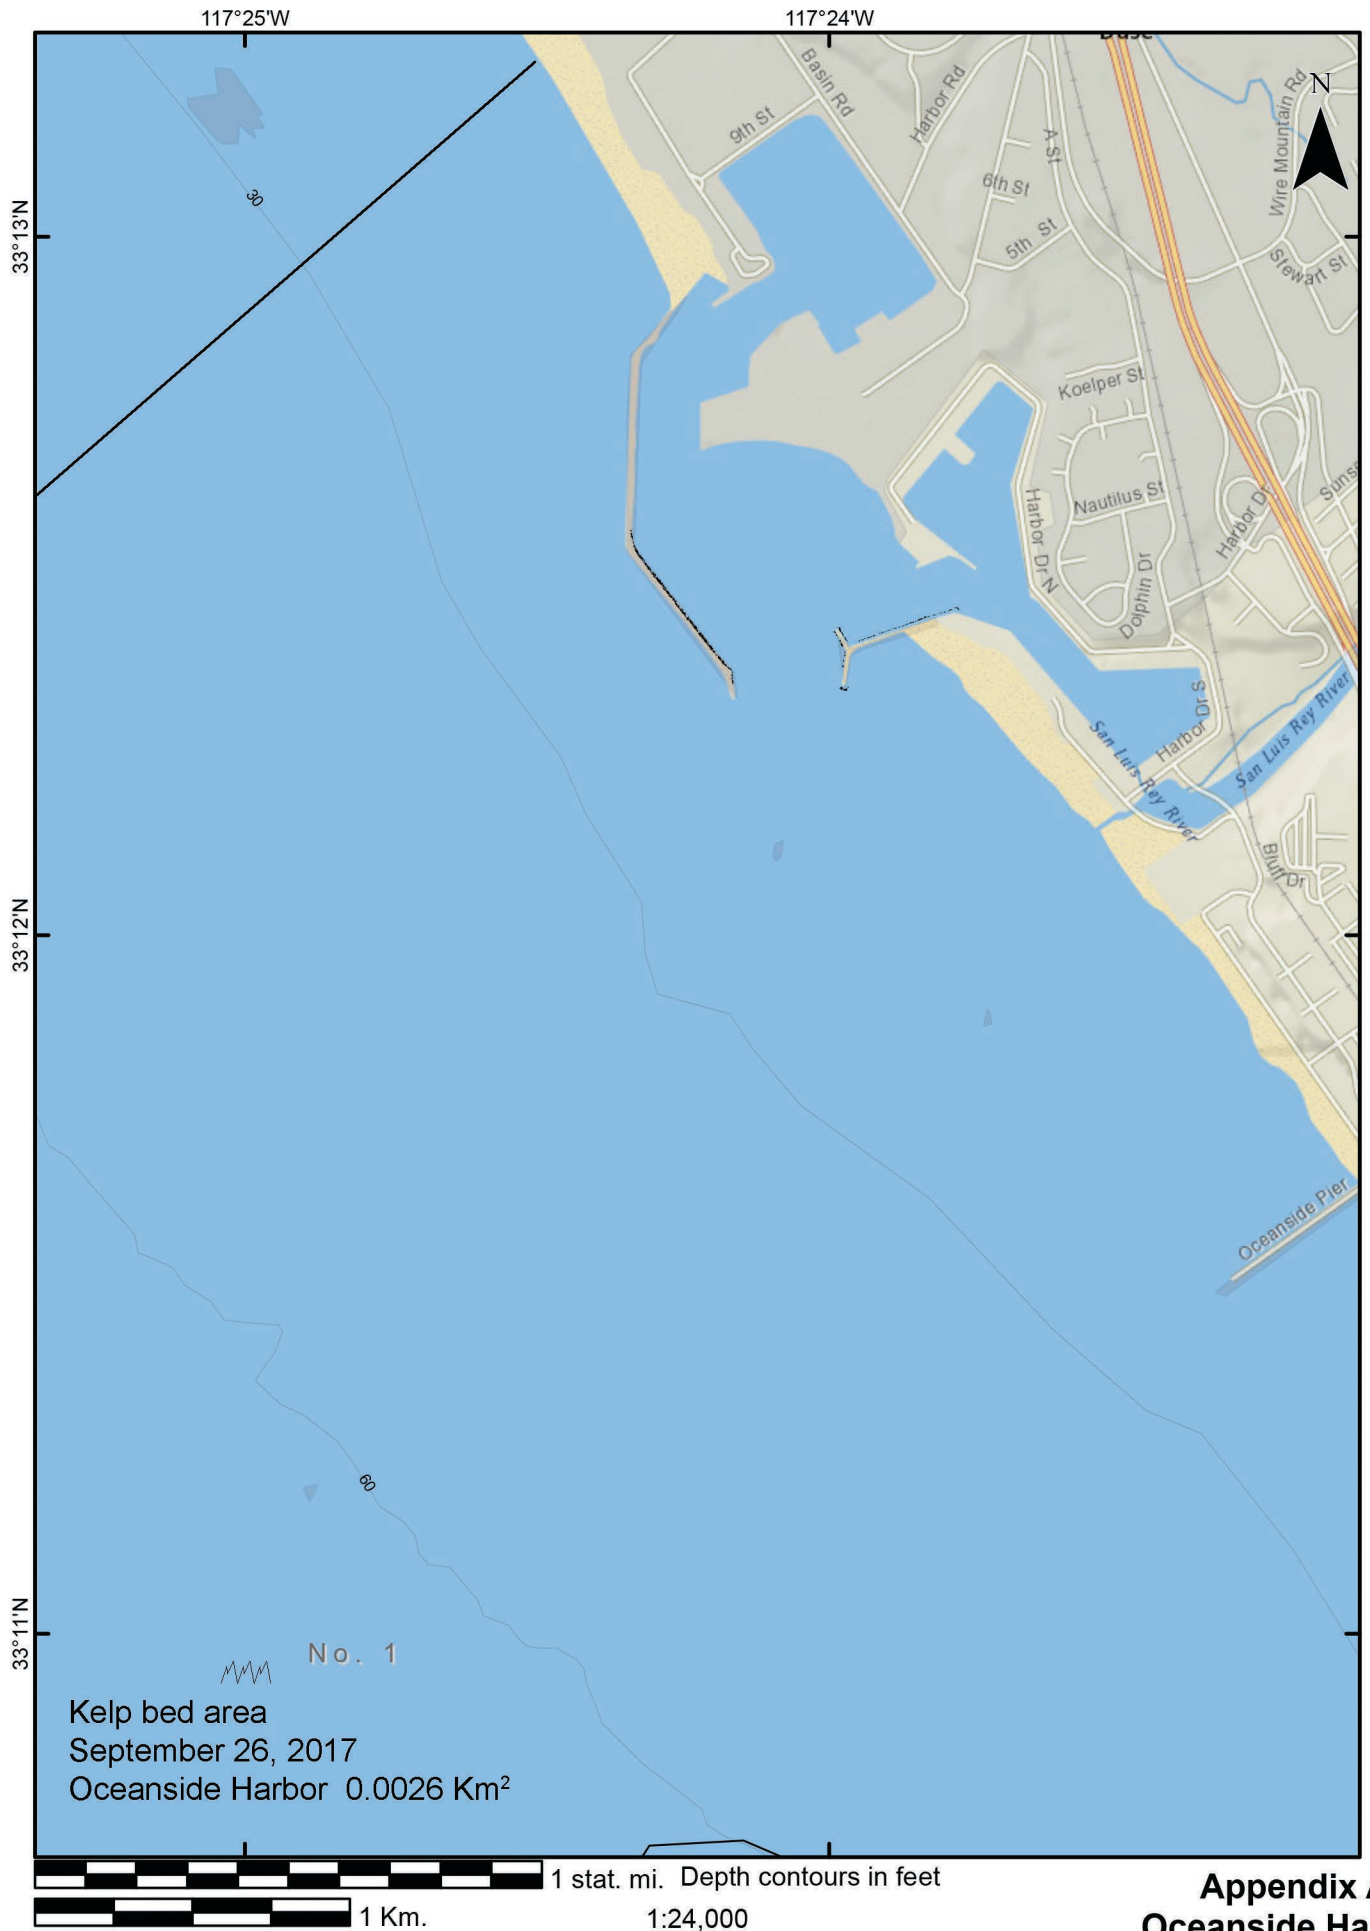 117°25'W
117°24'W
33°13'N
33°12'N
33°11'N
N
30
60
9th St
Basin Rd
Harbor Rd
A St
6th St
5th St
Wire Mountain Rd
Stewart St
Koelper St
Nautilus St
Harbor Dr N
Dolphin Dr
Harbor Dr
Harbor Dr S
San Luis Rey River
San Luis Rey River
Bluff Dr
Oceanside Pier
No. 1
Kelp bed area
September 26, 2017
Oceanside Harbor 0.0026 Km²
1 stat. mi. Depth contours in feet
1 Km.
1:24,000
Appendix
Oceanside